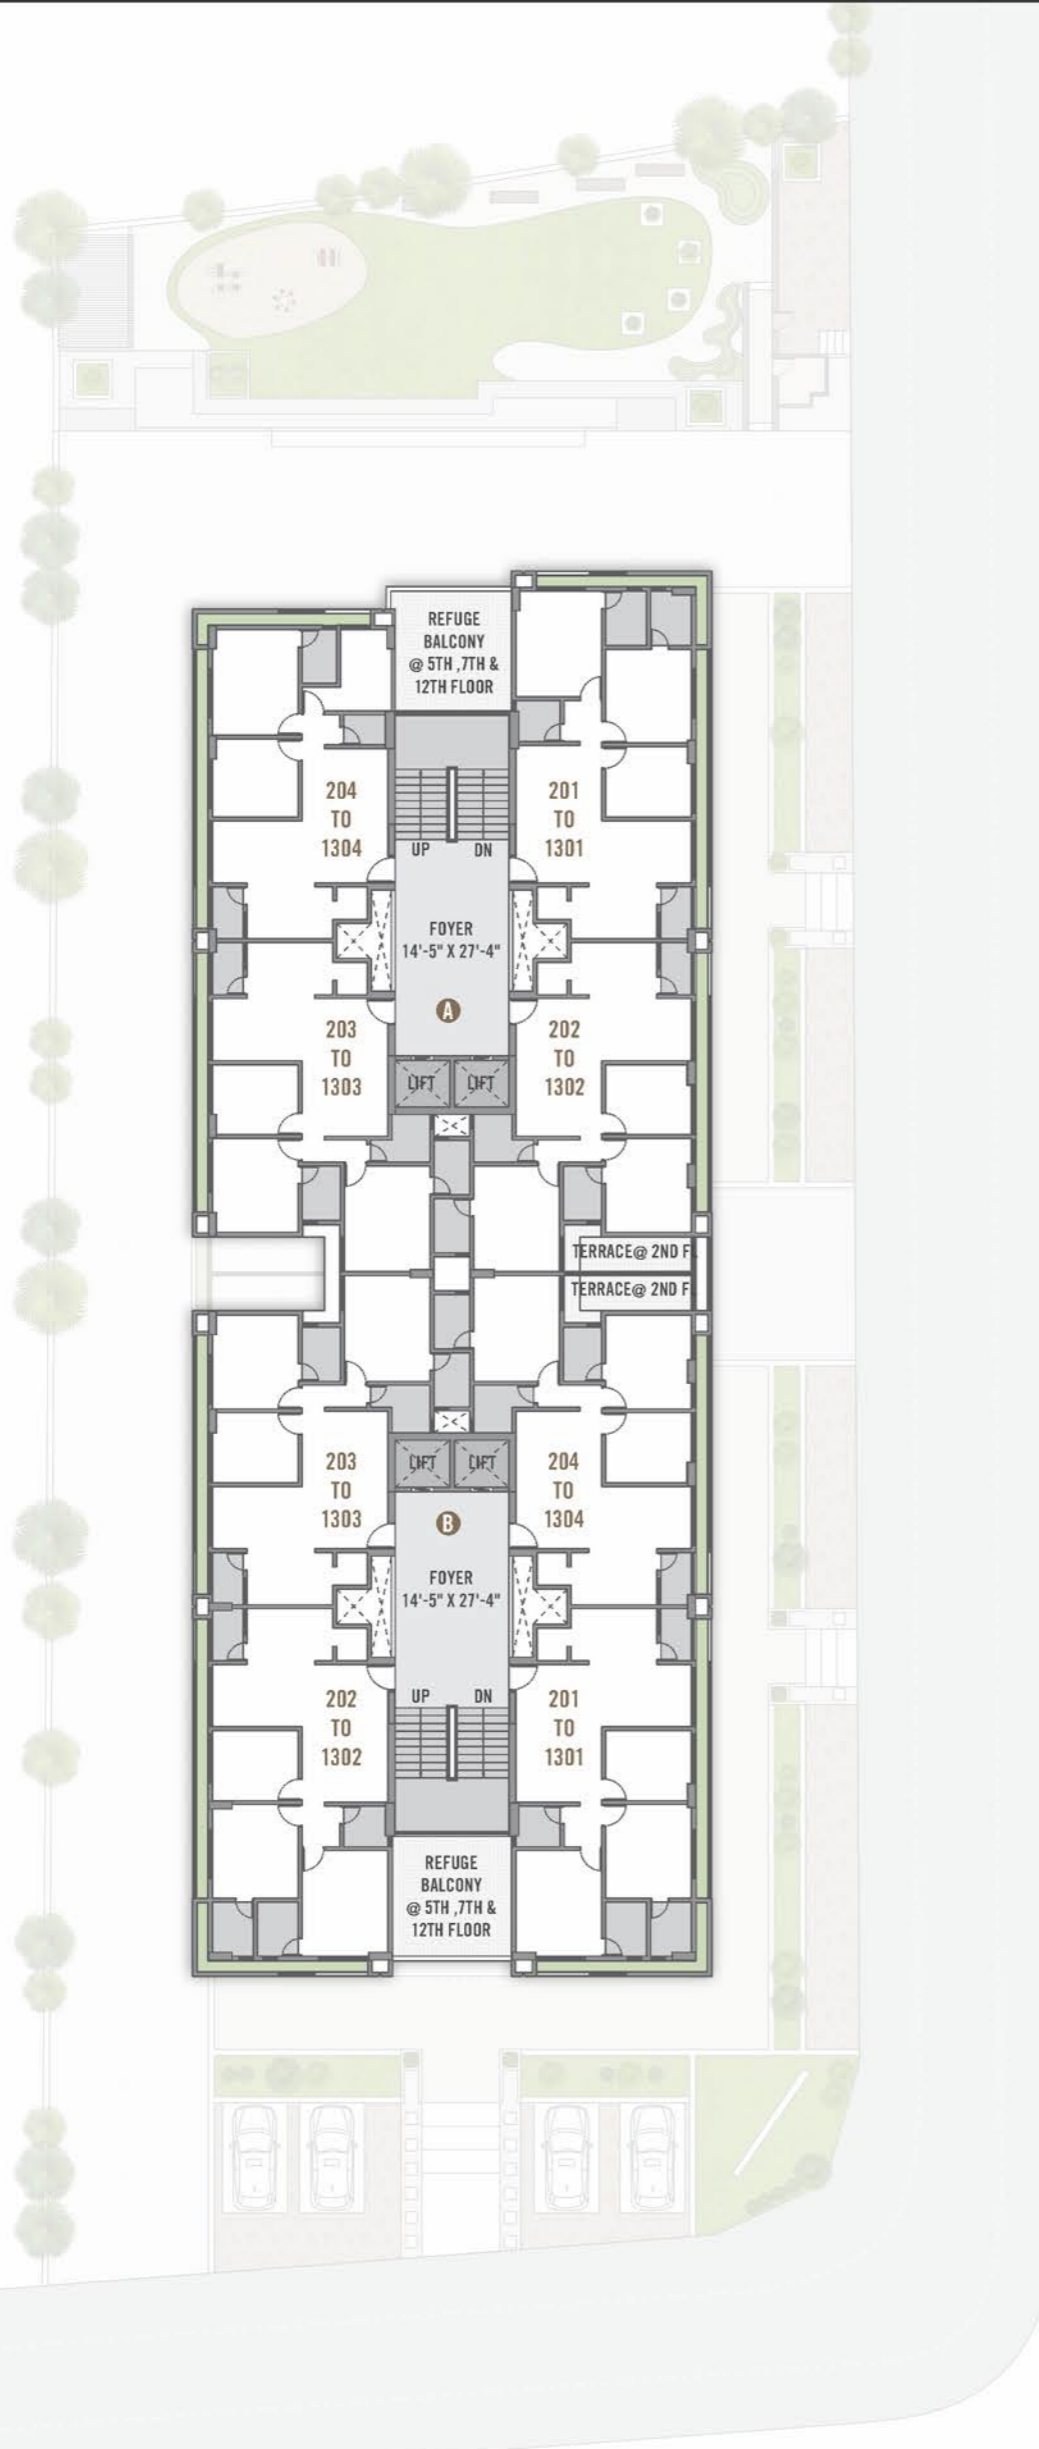 REFUGE
BALCONY
@ 5TH ,7TH &
12TH FLOOR
204
TO
1304
201
TO
1301
UP DN
FOYER
14'-5" X 27'-4"
A
203
TO
1303
202
TO
1302
LIFT LIFT
TERRACE@ 2ND F
TERRACE@ 2ND F
LIFT LIFT
203
TO
1303
204
TO
1304
B
FOYER
14'-5" X 27'-4"
UP DN
202
TO
1302
201
TO
1301
REFUGE
BALCONY
@ 5TH ,7TH &
12TH FLOOR